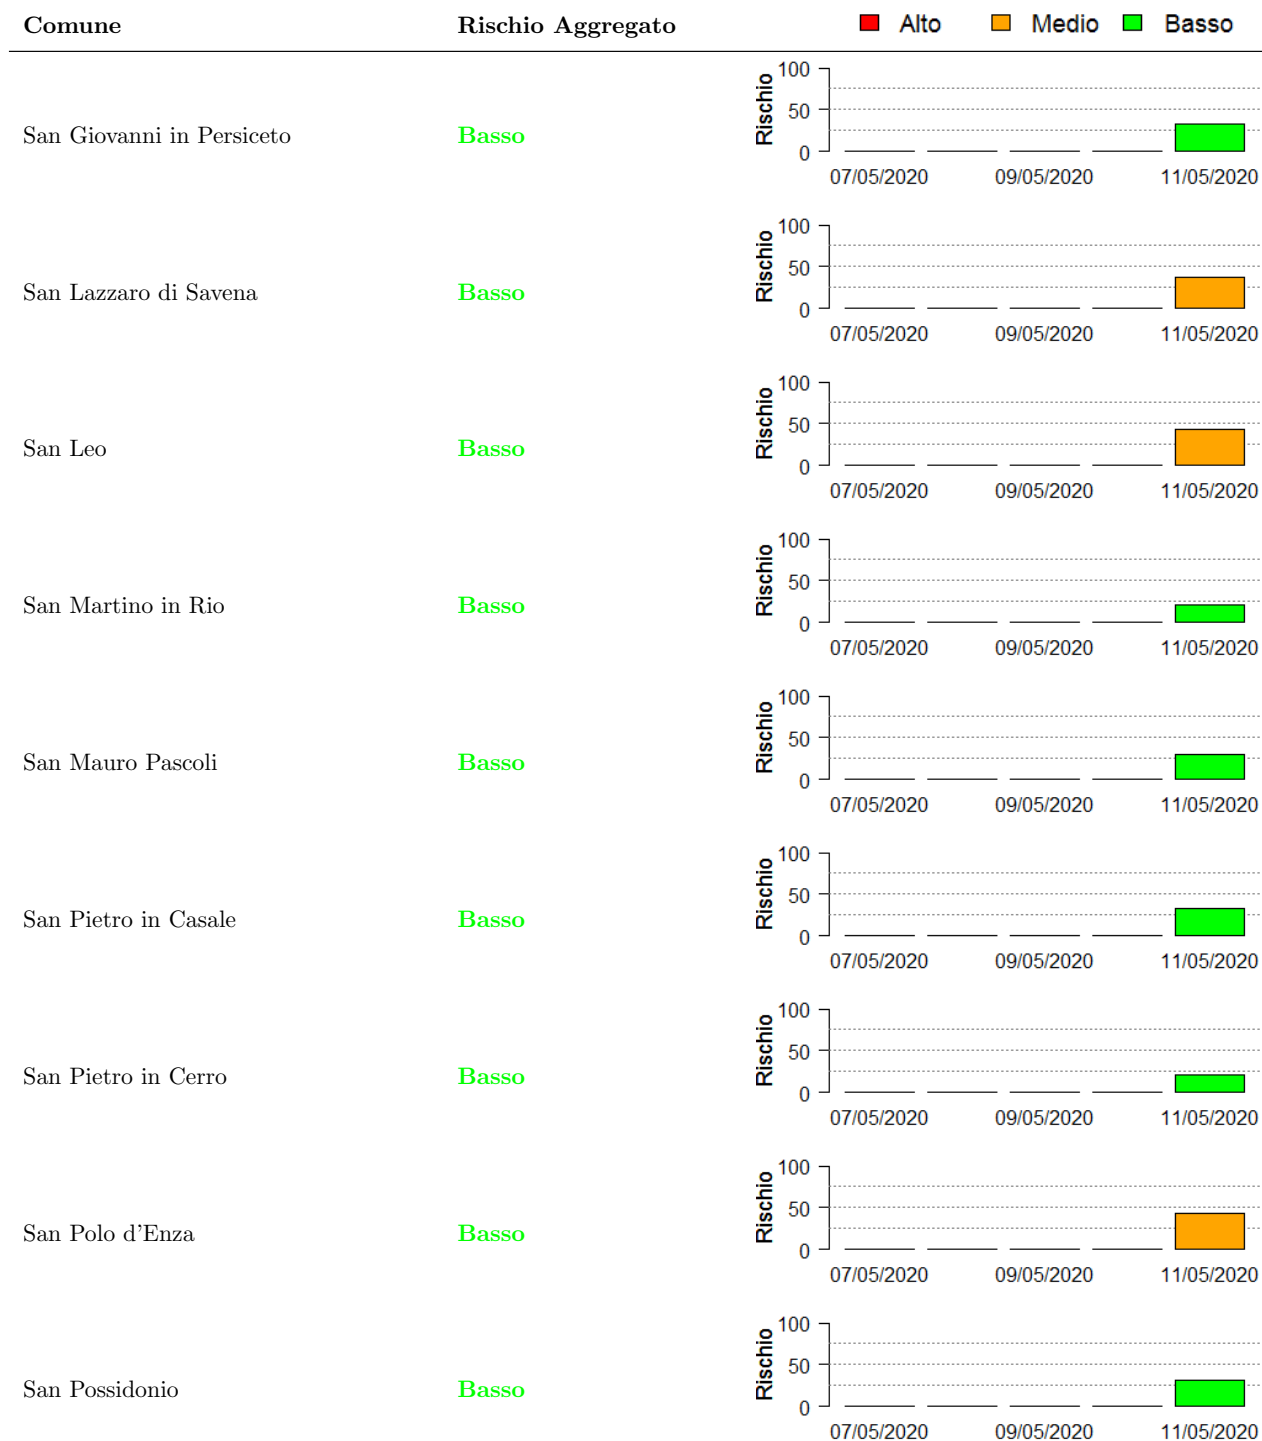 Comune Rischio Aggregato Alto Medio Basso
San Giovanni in Persiceto Basso Rischio 100 50 0
07/05/2020 09/05/2020 11/05/2020
San Lazzaro di Savena Basso Rischio 100 50 0
07/05/2020 09/05/2020 11/05/2020
San Leo Basso Rischio 100 50 0
07/05/2020 09/05/2020 11/05/2020
San Martino in Rio Basso Rischio 100 50 0
07/05/2020 09/05/2020 11/05/2020
San Mauro Pascoli Basso Rischio 100 50 0
07/05/2020 09/05/2020 11/05/2020
San Pietro in Casale Basso Rischio 100 50 0
07/05/2020 09/05/2020 11/05/2020
San Pietro in Cerro Basso Rischio 100 50 0
07/05/2020 09/05/2020 11/05/2020
San Polo d'Enza Basso Rischio 100 50 0
07/05/2020 09/05/2020 11/05/2020
San Possidonio Basso Rischio 100 50 0
07/05/2020 09/05/2020 11/05/2020